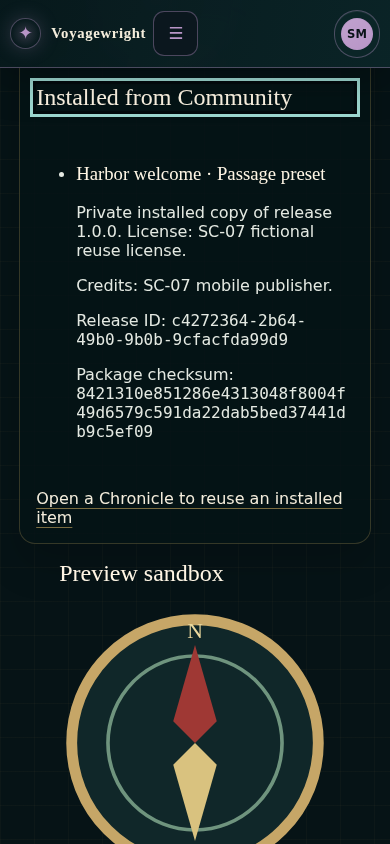 Voyagewright
SM
Installed from Community
Harbor welcome · Passage preset
Private installed copy of release
1.0.0. License: SC-07 fictional
reuse license.
Credits: SC-07 mobile publisher.
Release ID: c4272364-2b64-
49b0-9b0b-9cfacfda99d9
Package checksum:
8421310e851286e4313048f8004f
49d6579c591da22dab5bed37441d
b9c5ef09
Open a Chronicle to reuse an installed
item
Preview sandbox
N